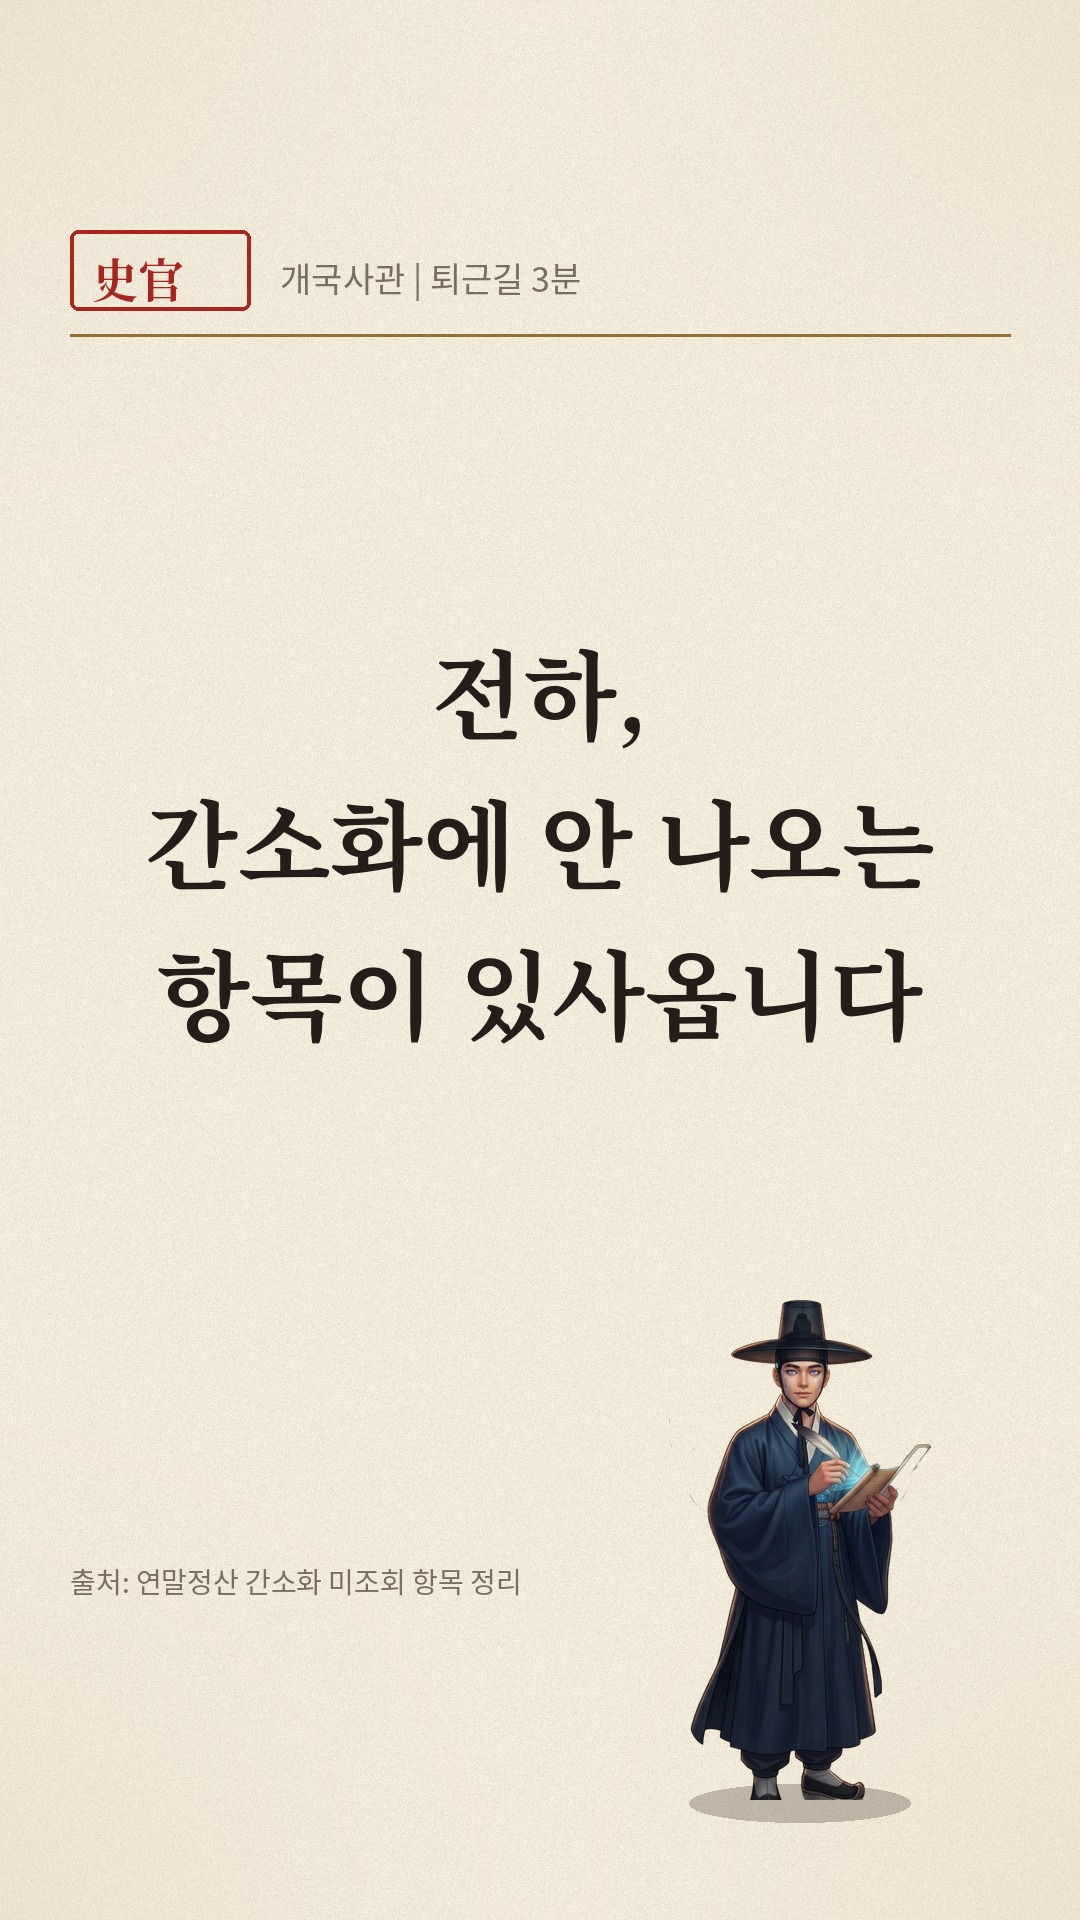 史官
개국사관 | 퇴근길 3분
전하,
간소화에 안 나오는
항목이 있사옵니다
출처: 연말정산 간소화 미조회 항목 정리